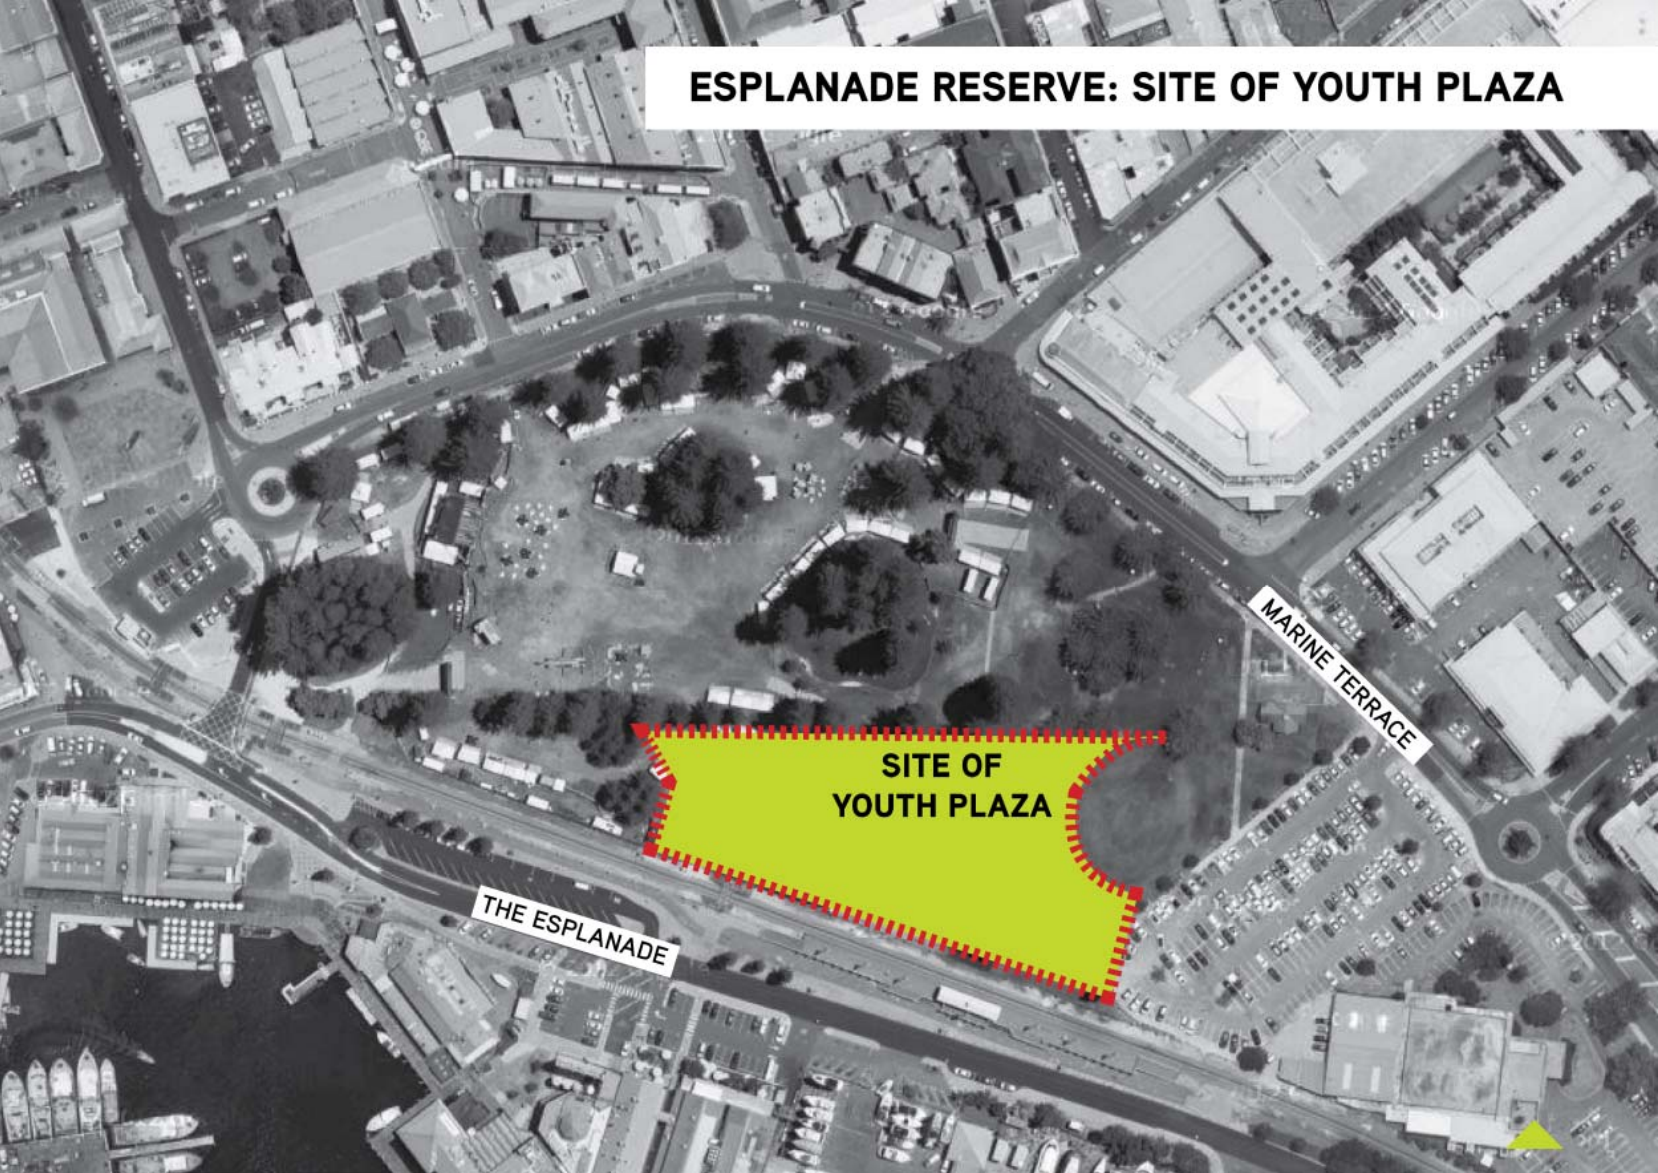 ESPLANADE RESERVE: SITE OF YOUTH PLAZA
MARINE TERRACE
SITE OF
YOUTH PLAZA
THE ESPLANADE